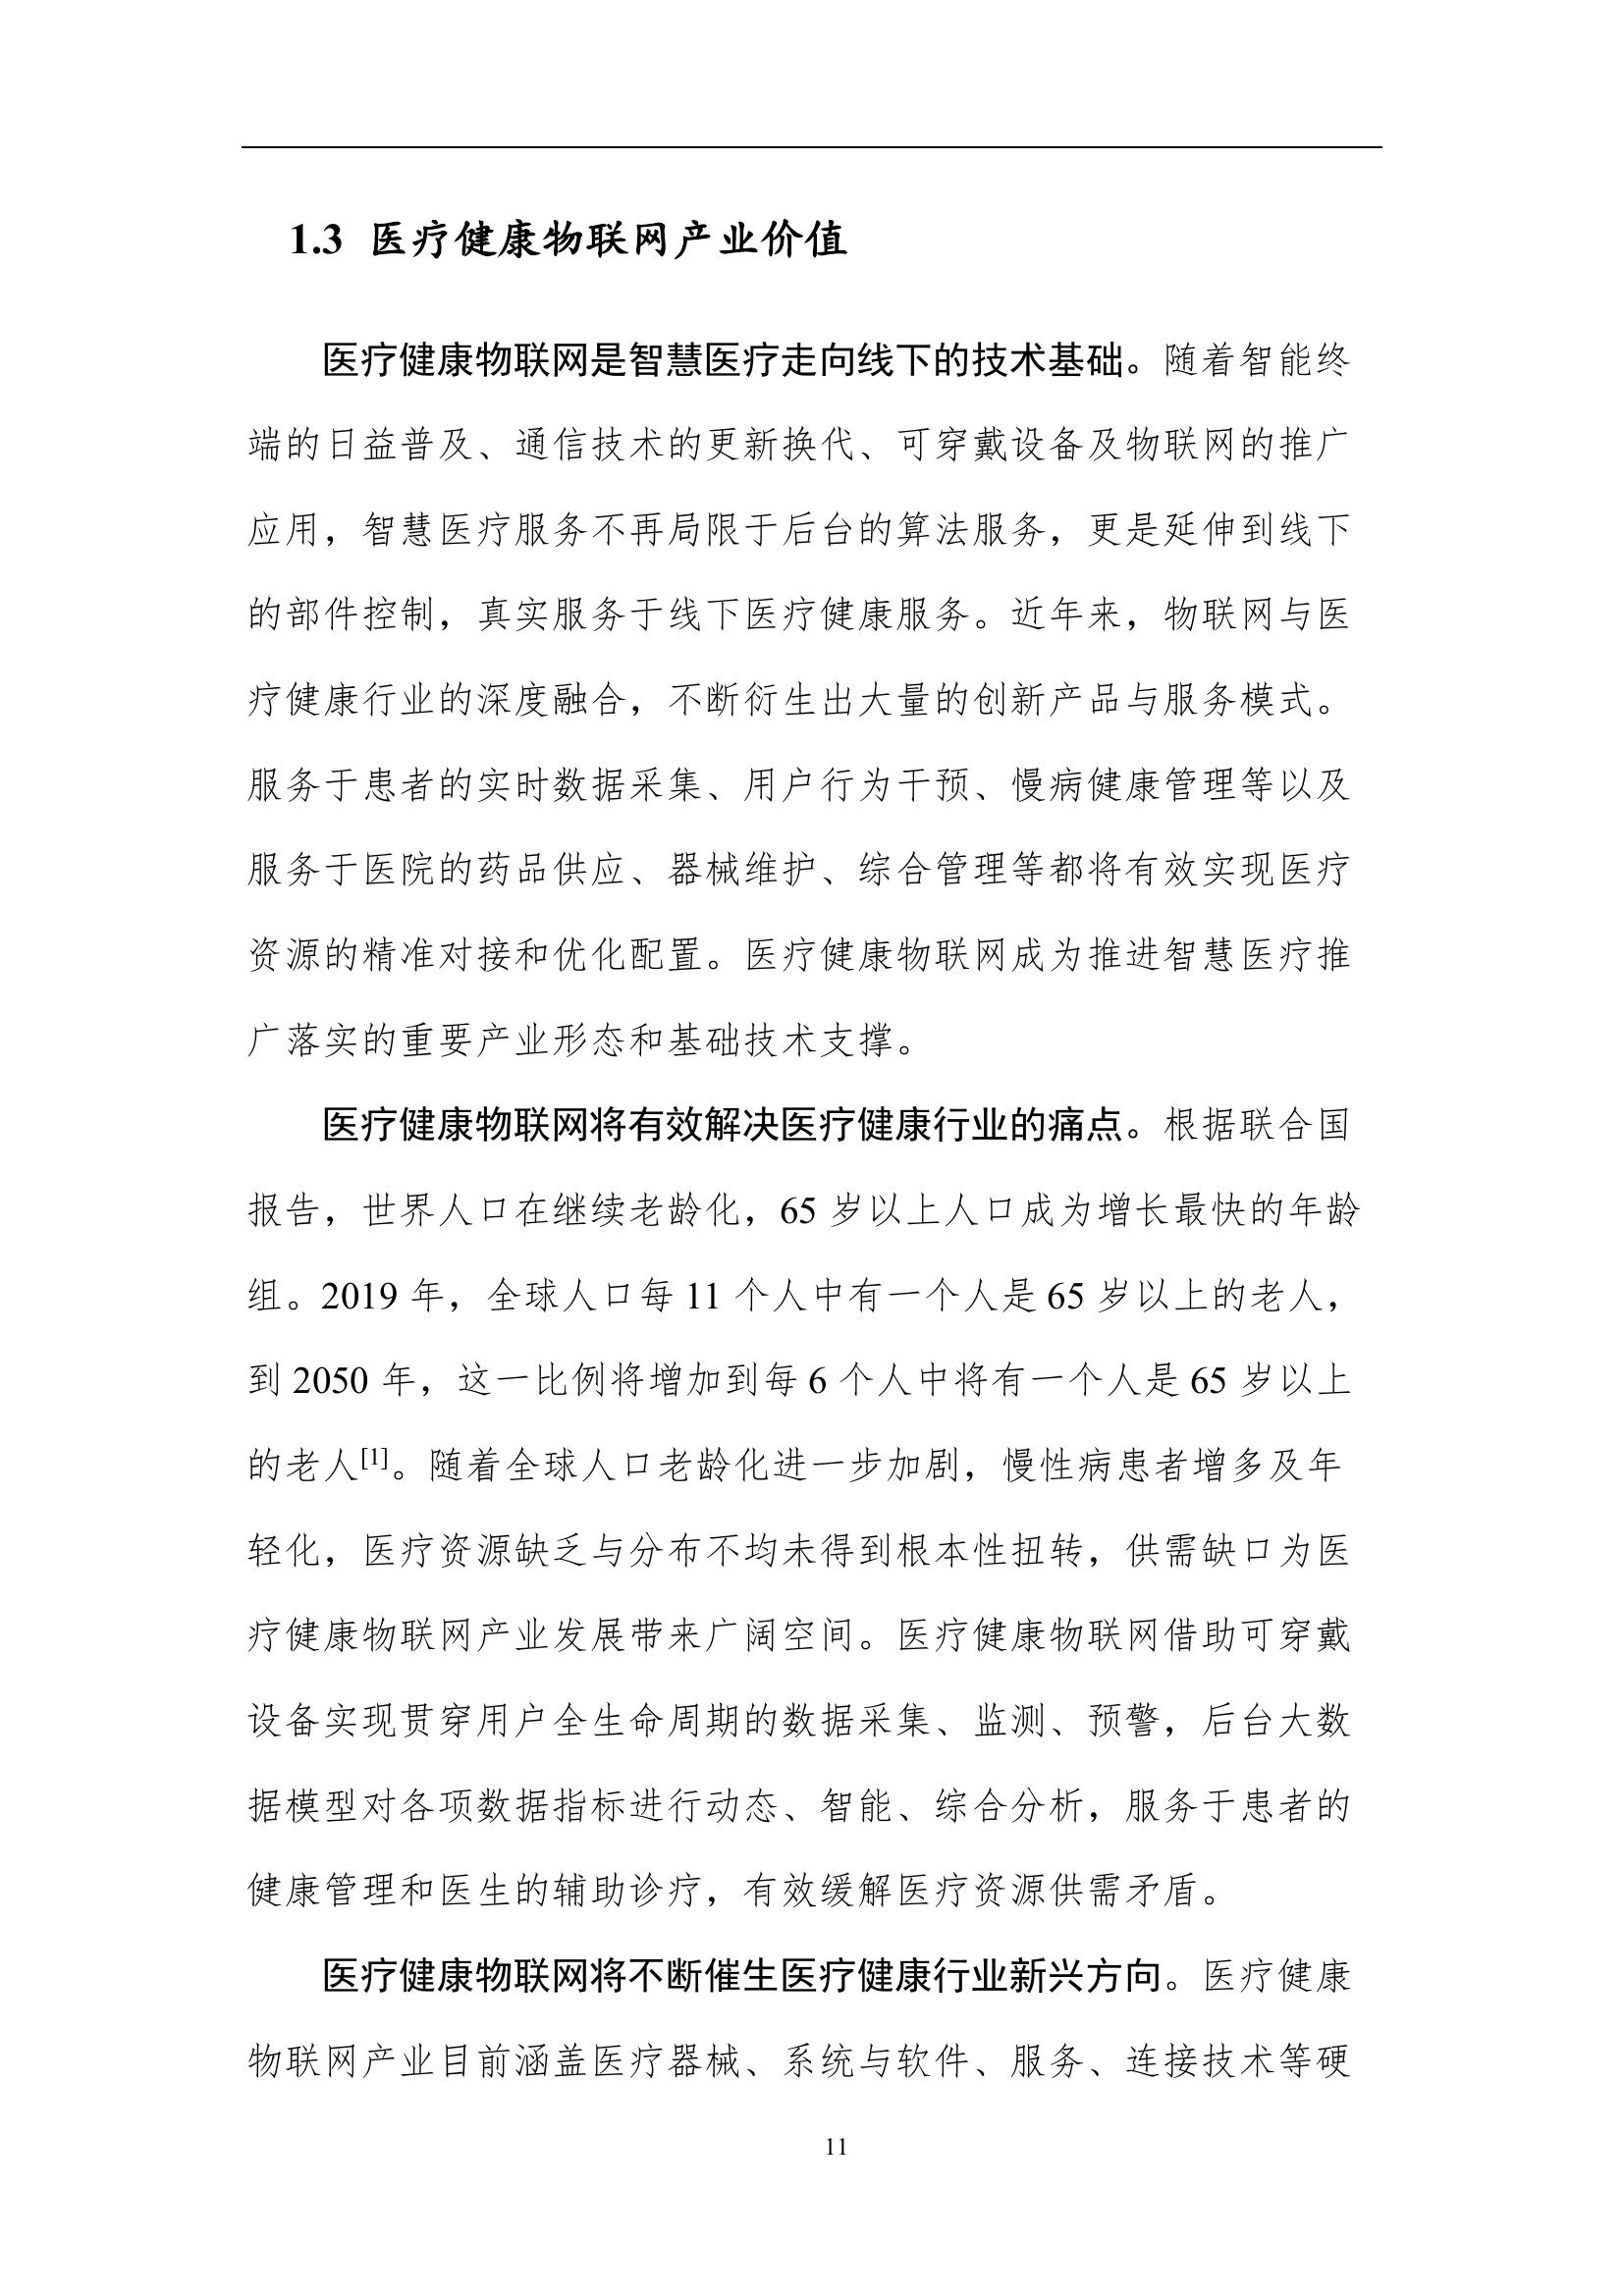 1.3 医疗健康物联网产业价值
医疗健康物联网是智慧医疗走向线下的技术基础。随着智能终
端的日益普及、通信技术的更新换代、可穿戴设备及物联网的推广
应用，智慧医疗服务不再局限于后台的算法服务，更是延伸到线下
的部件控制，真实服务于线下医疗健康服务。近年来，物联网与医
疗健康行业的深度融合，不断衍生出大量的创新产品与服务模式。
服务于患者的实时数据采集、用户行为干预、慢病健康管理等以及
服务于医院的药品供应、器械维护、综合管理等都将有效实现医疗
资源的精准对接和优化配置。医疗健康物联网成为推进智慧医疗推
广落实的重要产业形态和基础技术支撑。
医疗健康物联网将有效解决医疗健康行业的痛点。根据联合国
报告，世界人口在继续老龄化，65 岁以上人口成为增长最快的年龄
组。2019 年，全球人口每 11 个人中有一个人是 65 岁以上的老人，
到 2050 年，这一比例将增加到每 6 个人中将有一个人是 65 岁以上
的老人[1]。随着全球人口老龄化进一步加剧，慢性病患者增多及年
轻化，医疗资源缺乏与分布不均未得到根本性扭转，供需缺口为医
疗健康物联网产业发展带来广阔空间。医疗健康物联网借助可穿戴
设备实现贯穿用户全生命周期的数据采集、监测、预警，后台大数
据模型对各项数据指标进行动态、智能、综合分析，服务于患者的
健康管理和医生的辅助诊疗，有效缓解医疗资源供需矛盾。
医疗健康物联网将不断催生医疗健康行业新兴方向。医疗健康
物联网产业目前涵盖医疗器械、系统与软件、服务、连接技术等硬
11